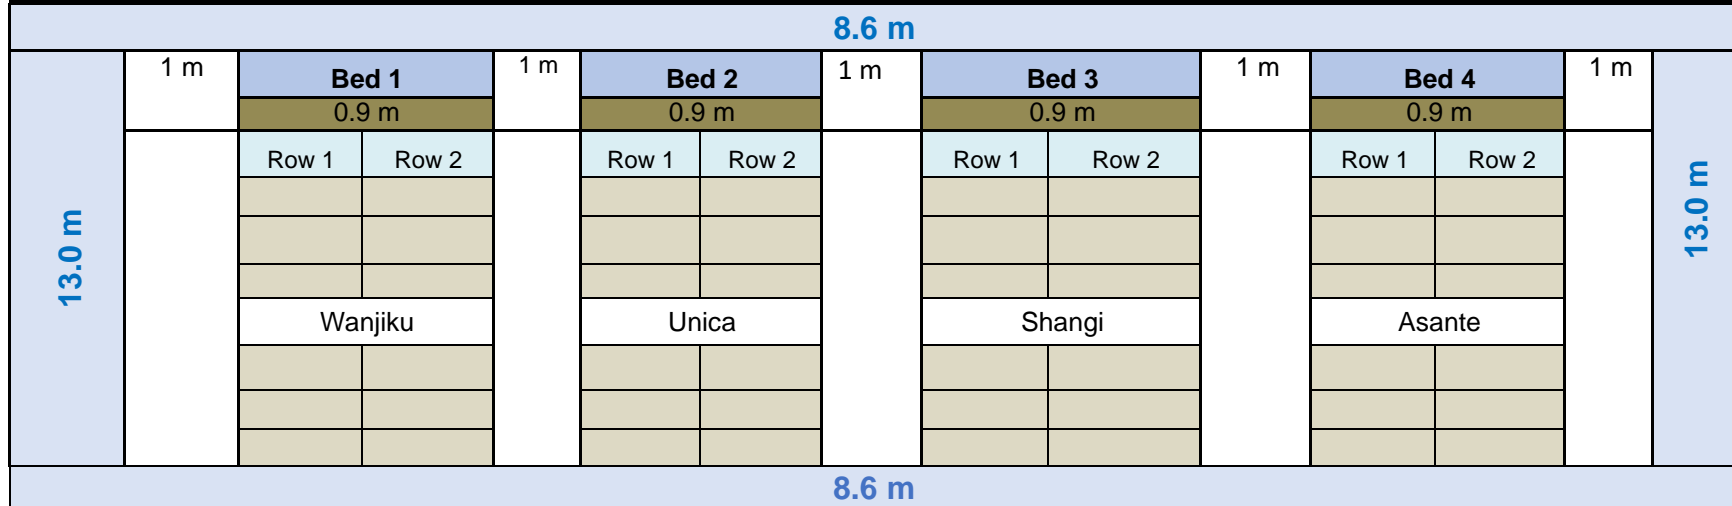 8.6 m
1 m Bed 1 1 m Bed 2 1 m Bed 3 1 m Bed 4 1 m
0.9 m 0.9 m 0.9 m 0.9 m
Row 1 Row 2 Row 1 Row 2 Row 1 Row 2 Row 1 Row 2
13.0 m 13.0 m
Wanjiku Unica Shangi Asante
8.6 m